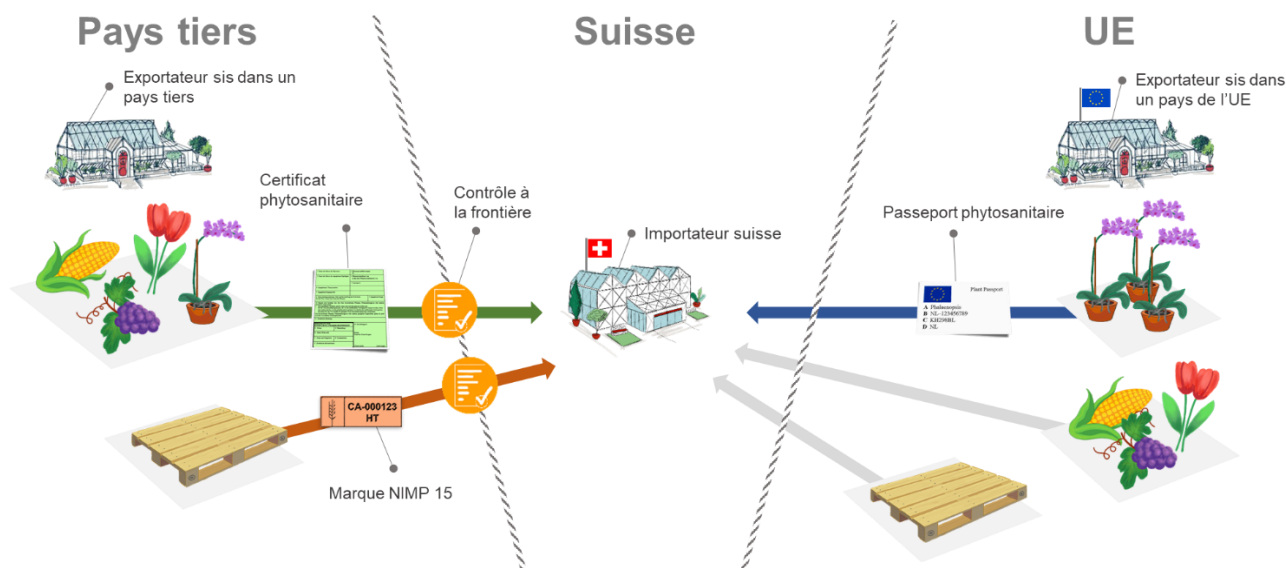 Pays tiers
Suisse
UE
Exportateur sis dans un
pays tiers
Exportateur sis dans
un pays de l’UE
Certificat
phytosanitaire
Contrôle à
la frontière
Importateur suisse
Passeport phytosanitaire
Plant Passport
A Phalaenopsis
B NL-123456789
C KH298BL
D NL
CA-000123
HT
Marque NIMP 15